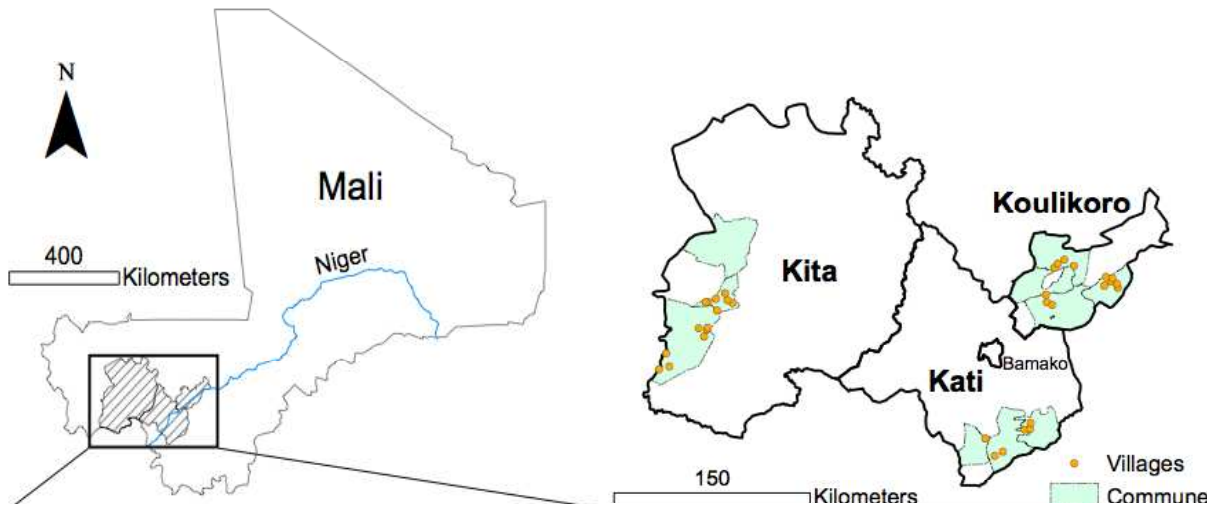 N
Mali
400
Kilometers
Niger
Koulikoro
Kita
Bamako
Kati
Villages
150
Kilometers
Commune